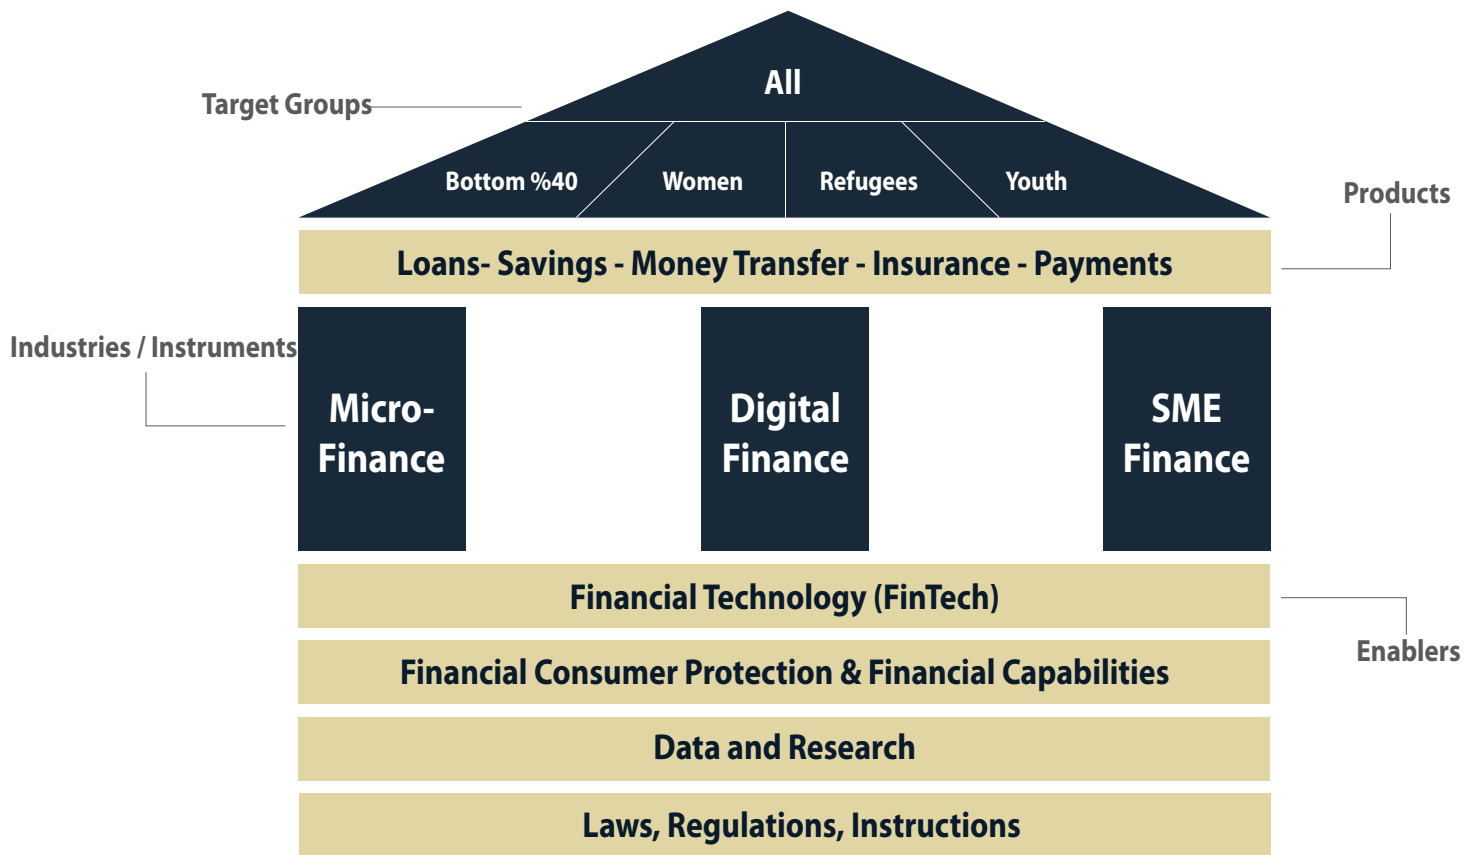 All
Target Groups
Bottom %40
Women
Refugees
Youth
Products
Loans- Savings - Money Transfer - Insurance - Payments
Industries / Instruments
Micro-
Finance
Digital
Finance
SME
Finance
Financial Technology (FinTech)
Enablers
Financial Consumer Protection & Financial Capabilities
Data and Research
Laws, Regulations, Instructions